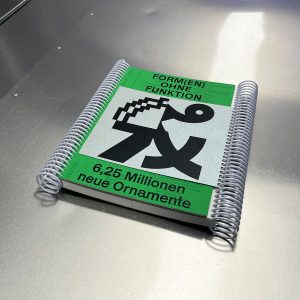 FORM(EN)
OHNE
FUNKTION
6,25 Millionen
neue Ornamente